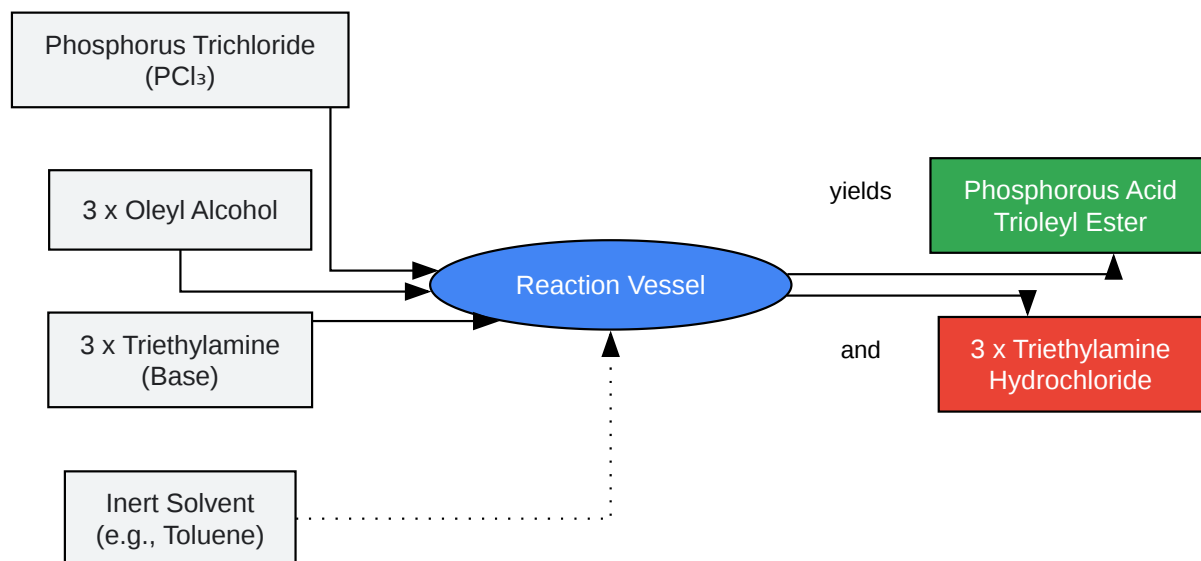 Phosphorus Trichloride
(PCl₃)
3 x Oleyl Alcohol
3 x Triethylamine
(Base)
Inert Solvent
(e.g., Toluene)
Reaction Vessel
yields
Phosphorous Acid
Trioleyl Ester
and
3 x Triethylamine
Hydrochloride